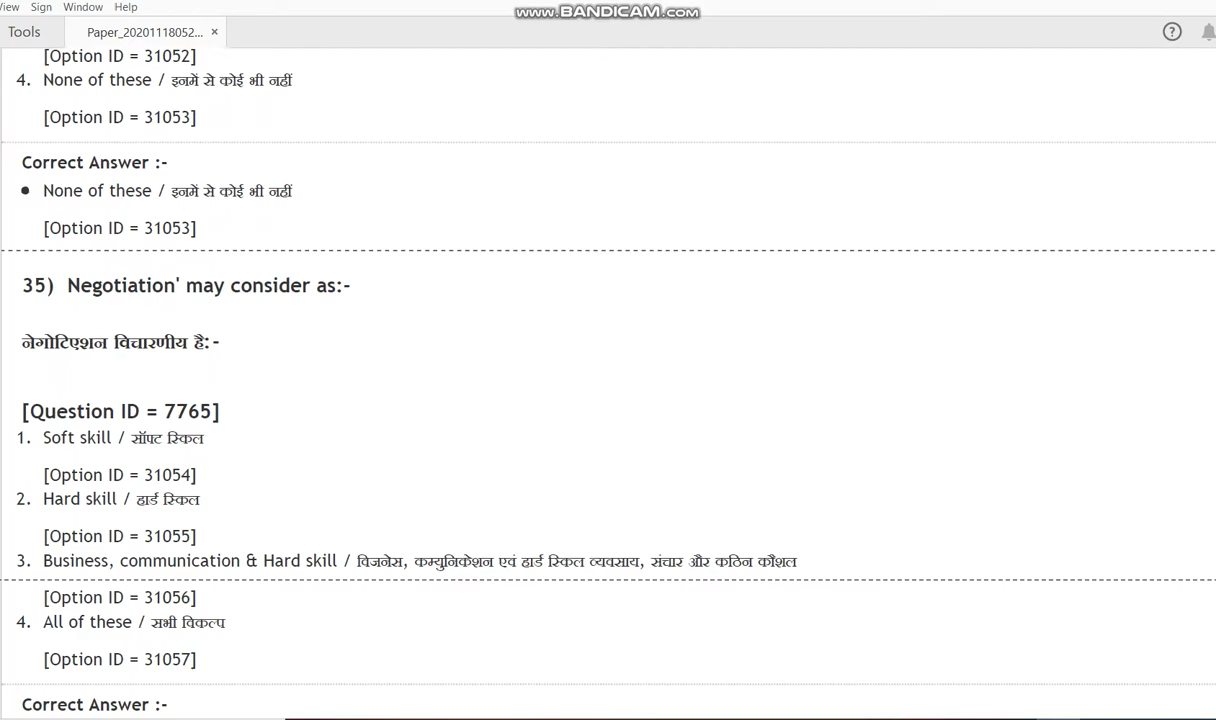 View Sign Window Help
www.BANDICAM.com
Tools Paper_20201118052... ×
[Option ID = 31052]
4. None of these / इनमें से कोई भी नहीं
[Option ID = 31053]
Correct Answer :-
● None of these / इनमें से कोई भी नहीं
[Option ID = 31053]
35) Negotiation' may consider as:-
नेगोटिएशन विचारणीय है:-
[Question ID = 7765]
1. Soft skill / सॉफ्ट स्किल
[Option ID = 31054]
2. Hard skill / हार्ड स्किल
[Option ID = 31055]
3. Business, communication & Hard skill / विजनेस, कम्युनिकेशन एवं हार्ड स्किल व्यवसाय, संचार और कठिन कौशल
[Option ID = 31056]
4. All of these / सभी विकल्प
[Option ID = 31057]
Correct Answer :-